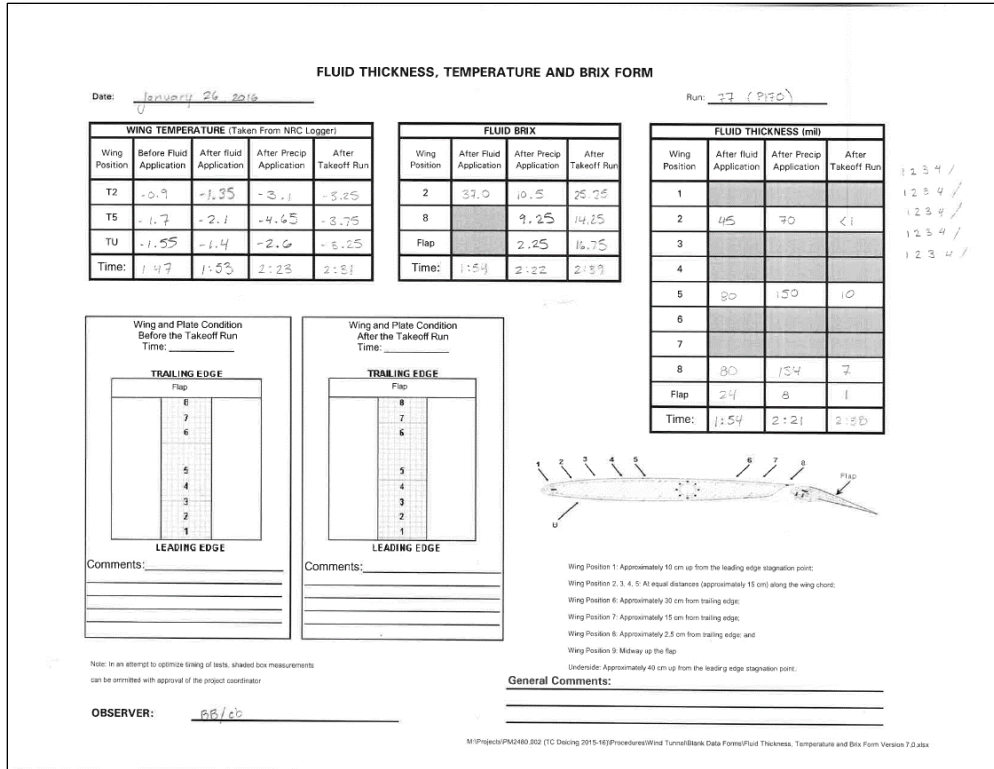 FLUID THICKNESS, TEMPERATURE AND BRIX FORM
Date: January 26 2016
Run: 77 (P170)
WING TEMPERATURE (Taken From NRC Logger)
Wing Position Before Fluid Application After fluid Application After Precip Application After Takeoff Run
T2 -0.9 -1.35 -3.1 -3.25
T5 -1.7 -2.1 -4.65 -3.75
TU -1.55 -1.4 -2.6 -3.25
Time: 1:47 1:53 2:23 2:31
FLUID BRIX
Wing Position After Fluid Application After Precip Application After Takeoff Run
2 37.0 10.5 25.25
8 9.25 14.25
Flap 2.25 16.75
Time: 1:54 2:22 2:39
FLUID THICKNESS (mil)
Wing Position After fluid Application After Precip Application After Takeoff Run
1
2 45 70 <1
3
4
5 80 150 10
6
7
8 80 154 7
Flap 24 8 1
Time: 1:54 2:21 2:38
1 2 3 4 /
1 2 3 4 /
1 2 3 4 /
1 2 3 4 /
1 2 3 4 /
Wing and Plate Condition
Before the Takeoff Run
Time:
TRAILING EDGE
Flap
8
7
6
5
4
3
2
1
LEADING EDGE
Comments:
Wing and Plate Condition
After the Takeoff Run
Time:
TRAILING EDGE
Flap
8
7
6
5
4
3
2
1
LEADING EDGE
Comments:
1 2 3 4 5 6 7 8
Flap
U
Wing Position 1: Approximately 10 cm up from the leading edge stagnation point;
Wing Position 2, 3, 4, 5: At equal distances (approximately 15 cm) along the wing chord;
Wing Position 6: Approximately 30 cm from trailing edge;
Wing Position 7: Approximately 15 cm from trailing edge;
Wing Position 8: Approximately 2.5 cm from trailing edge; and
Wing Position 9: Midway up the flap
Underside: Approximately 40 cm up from the leading edge stagnation point.
Note: In an attempt to optimize timing of tests, shaded box measurements
can be ommitted with approval of the project coordinator
General Comments:
OBSERVER: BB/cb
M:\Projects\PM2480.002 (TC Deicing 2015-16)\Procedures\Wind Tunnel\Blank Data Forms\Fluid Thickness, Temperature and Brix Form Version 7.0.xlsx